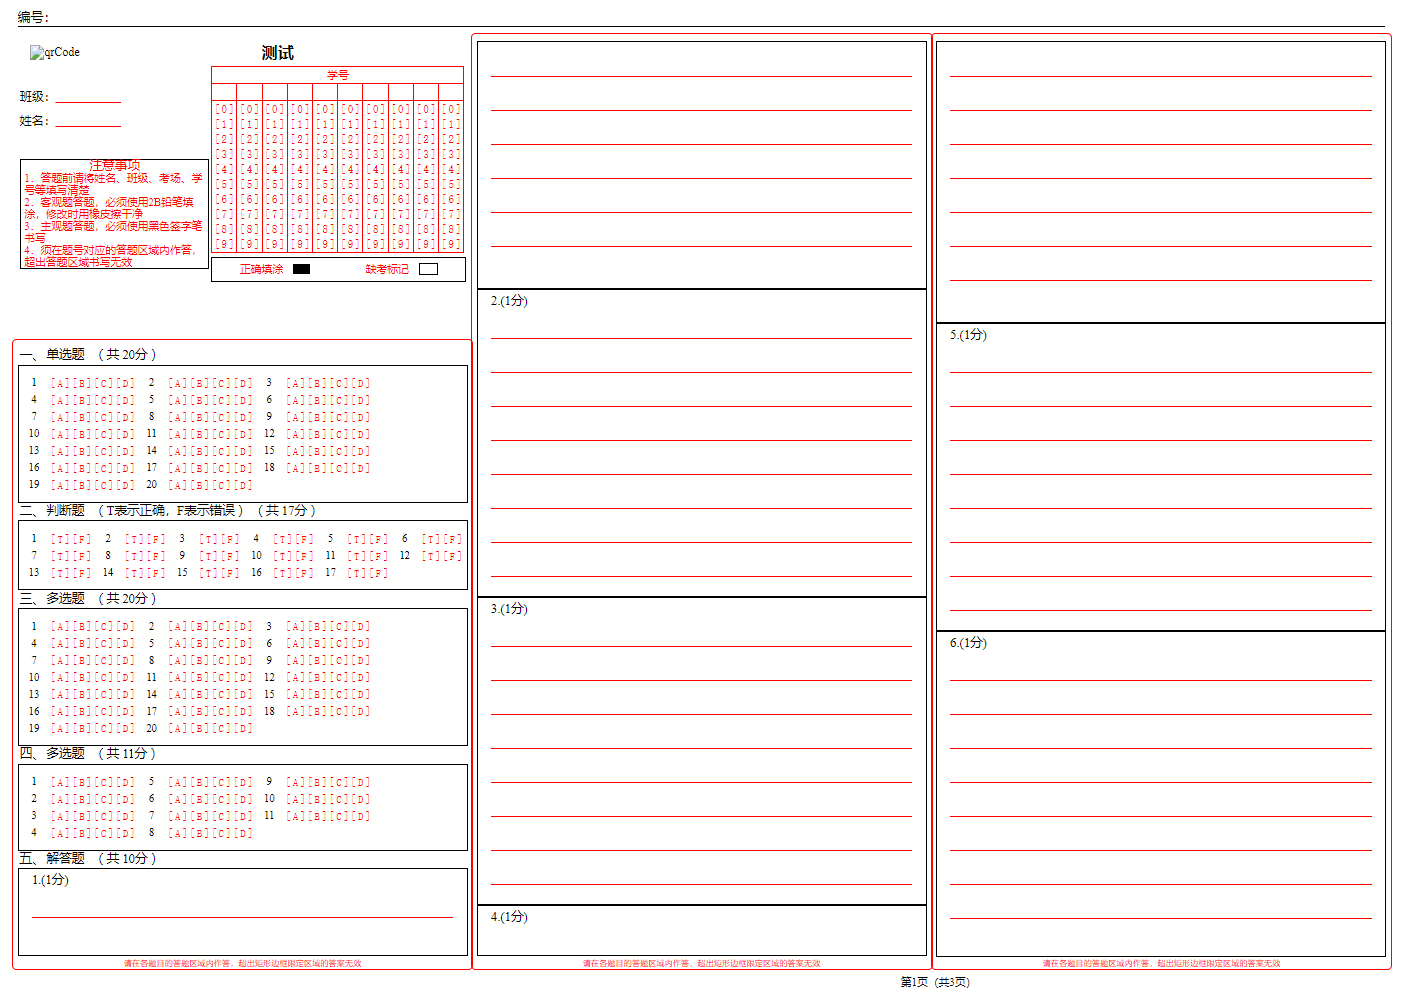 编号：
qrCode
测试
班级：
姓名：
注意事项
1．答题前请将姓名、班级、考场、学
号等填写清楚
2．客观题答题，必须使用2B铅笔填
涂，修改时用橡皮擦干净
3．主观题答题，必须使用黑色签字笔
书写
4．须在题号对应的答题区域内作答，
超出答题区域书写无效
学号
[0] [0] [0] [0] [0] [0] [0] [0] [0] [0]
[1] [1] [1] [1] [1] [1] [1] [1] [1] [1]
[2] [2] [2] [2] [2] [2] [2] [2] [2] [2]
[3] [3] [3] [3] [3] [3] [3] [3] [3] [3]
[4] [4] [4] [4] [4] [4] [4] [4] [4] [4]
[5] [5] [5] [5] [5] [5] [5] [5] [5] [5]
[6] [6] [6] [6] [6] [6] [6] [6] [6] [6]
[7] [7] [7] [7] [7] [7] [7] [7] [7] [7]
[8] [8] [8] [8] [8] [8] [8] [8] [8] [8]
[9] [9] [9] [9] [9] [9] [9] [9] [9] [9]
正确填涂 缺考标记
一、单选题 （共 20分）
1 [A][B][C][D] 2 [A][B][C][D] 3 [A][B][C][D]
4 [A][B][C][D] 5 [A][B][C][D] 6 [A][B][C][D]
7 [A][B][C][D] 8 [A][B][C][D] 9 [A][B][C][D]
10 [A][B][C][D] 11 [A][B][C][D] 12 [A][B][C][D]
13 [A][B][C][D] 14 [A][B][C][D] 15 [A][B][C][D]
16 [A][B][C][D] 17 [A][B][C][D] 18 [A][B][C][D]
19 [A][B][C][D] 20 [A][B][C][D]
二、判断题 （T表示正确，F表示错误）（共 17分）
1 [T][F] 2 [T][F] 3 [T][F] 4 [T][F] 5 [T][F] 6 [T][F]
7 [T][F] 8 [T][F] 9 [T][F] 10 [T][F] 11 [T][F] 12 [T][F]
13 [T][F] 14 [T][F] 15 [T][F] 16 [T][F] 17 [T][F]
三、多选题 （共 20分）
1 [A][B][C][D] 2 [A][B][C][D] 3 [A][B][C][D]
4 [A][B][C][D] 5 [A][B][C][D] 6 [A][B][C][D]
7 [A][B][C][D] 8 [A][B][C][D] 9 [A][B][C][D]
10 [A][B][C][D] 11 [A][B][C][D] 12 [A][B][C][D]
13 [A][B][C][D] 14 [A][B][C][D] 15 [A][B][C][D]
16 [A][B][C][D] 17 [A][B][C][D] 18 [A][B][C][D]
19 [A][B][C][D] 20 [A][B][C][D]
四、多选题 （共 11分）
1 [A][B][C][D] 5 [A][B][C][D] 9 [A][B][C][D]
2 [A][B][C][D] 6 [A][B][C][D] 10 [A][B][C][D]
3 [A][B][C][D] 7 [A][B][C][D] 11 [A][B][C][D]
4 [A][B][C][D] 8 [A][B][C][D]
五、解答题 （共 10分）
1.(1分)
请在各题目的答题区域内作答，超出矩形边框限定区域的答案无效
2.(1分)
3.(1分)
4.(1分)
请在各题目的答题区域内作答，超出矩形边框限定区域的答案无效
5.(1分)
6.(1分)
请在各题目的答题区域内作答，超出矩形边框限定区域的答案无效
第1页 (共3页)